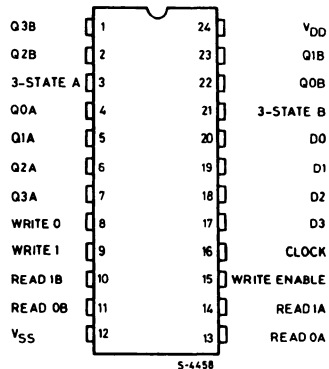 Q3B 1 24 VDD
Q2B 2 23 Q1B
3-STATE A 3 22 Q0B
Q0A 4 21 3-STATE B
Q1A 5 20 D0
Q2A 6 19 D1
Q3A 7 18 D2
WRITE 0 8 17 D3
WRITE 1 9 16 CLOCK
READ 1B 10 15 WRITE ENABLE
READ 0B 11 14 READ 1A
VSS 12 13 READ 0A
S-4458